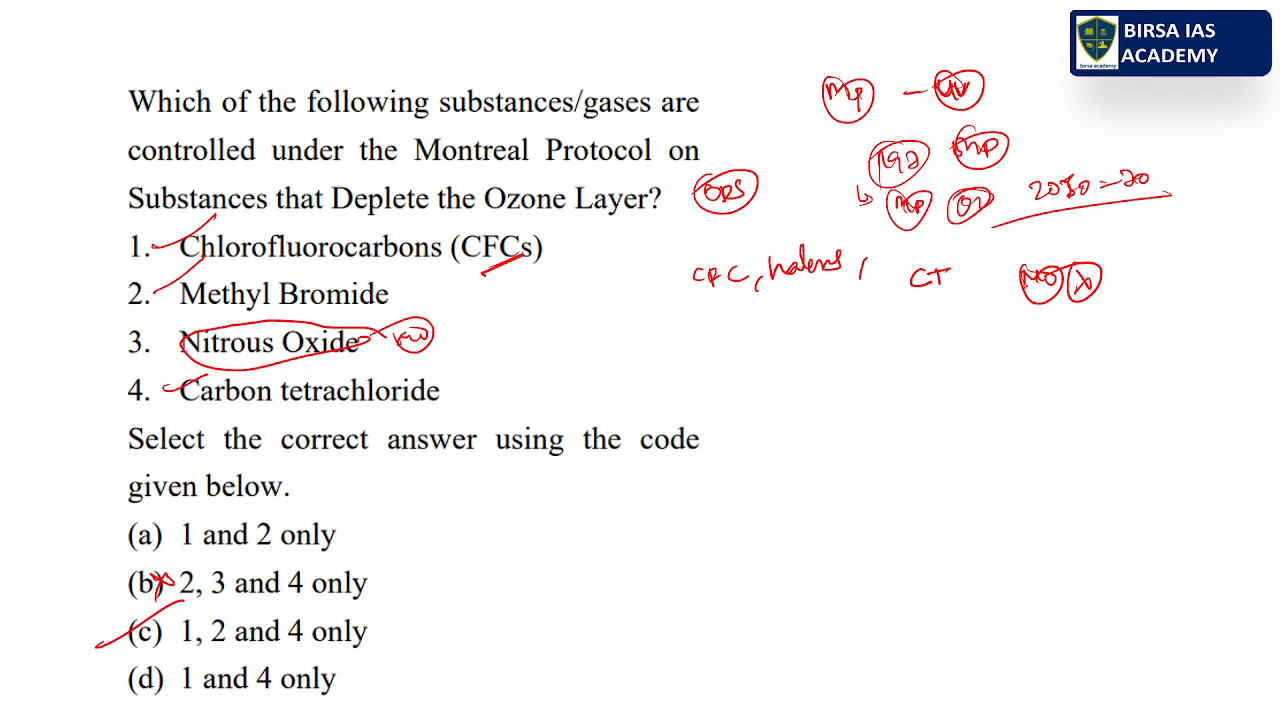 BIRSA IAS
ACADEMY
birsa academy
Which of the following substances/gases are
controlled under the Montreal Protocol on
Substances that Deplete the Ozone Layer?
1. Chlorofluorocarbons (CFCs)
2. Methyl Bromide
3. Nitrous Oxide
4. Carbon tetrachloride
Select the correct answer using the code
given below.
(a) 1 and 2 only
(b) 2, 3 and 4 only
(c) 1, 2 and 4 only
(d) 1 and 4 only
MP – UV
ODS
CFC, halons, CT